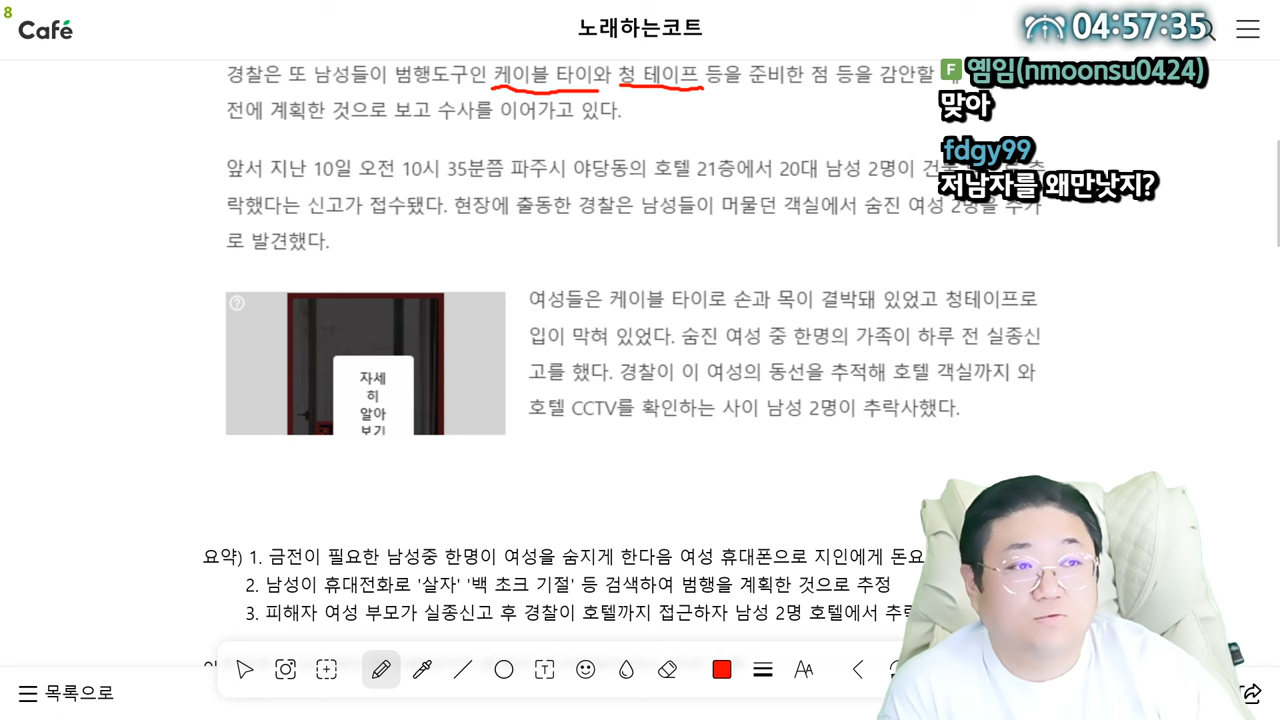 8
Café
노래하는코트
04:57:35
경찰은 또 남성들이 범행도구인 케이블 타이와 청 테이프 등을 준비한 점 등을 감안할
F 옘임(nmoonsu0424)
맞아
전에 계획한 것으로 보고 수사를 이어가고 있다.
fdgy99
저남자를 왜만낫지?
앞서 지난 10일 오전 10시 35분쯤 파주시 야당동의 호텔 21층에서 20대 남성 2명이
락했다는 신고가 접수됐다. 현장에 출동한 경찰은 남성들이 머물던 객실에서 숨진 여성 2명을 추가
로 발견했다.
여성들은 케이블 타이로 손과 목이 결박돼 있었고 청테이프로
입이 막혀 있었다. 숨진 여성 중 한명의 가족이 하루 전 실종신
고를 했다. 경찰이 이 여성의 동선을 추적해 호텔 객실까지 와
호텔 CCTV를 확인하는 사이 남성 2명이 추락사했다.
자세
히
알아
보기
요약) 1. 금전이 필요한 남성중 한명이 여성을 숨지게 한다음 여성 휴대폰으로 지인에게 돈요
2. 남성이 휴대전화로 '살자' '백 초크 기절' 등 검색하여 범행을 계획한 것으로 추정
3. 피해자 여성 부모가 실종신고 후 경찰이 호텔까지 접근하자 남성 2명 호텔에서 추락
목록으로